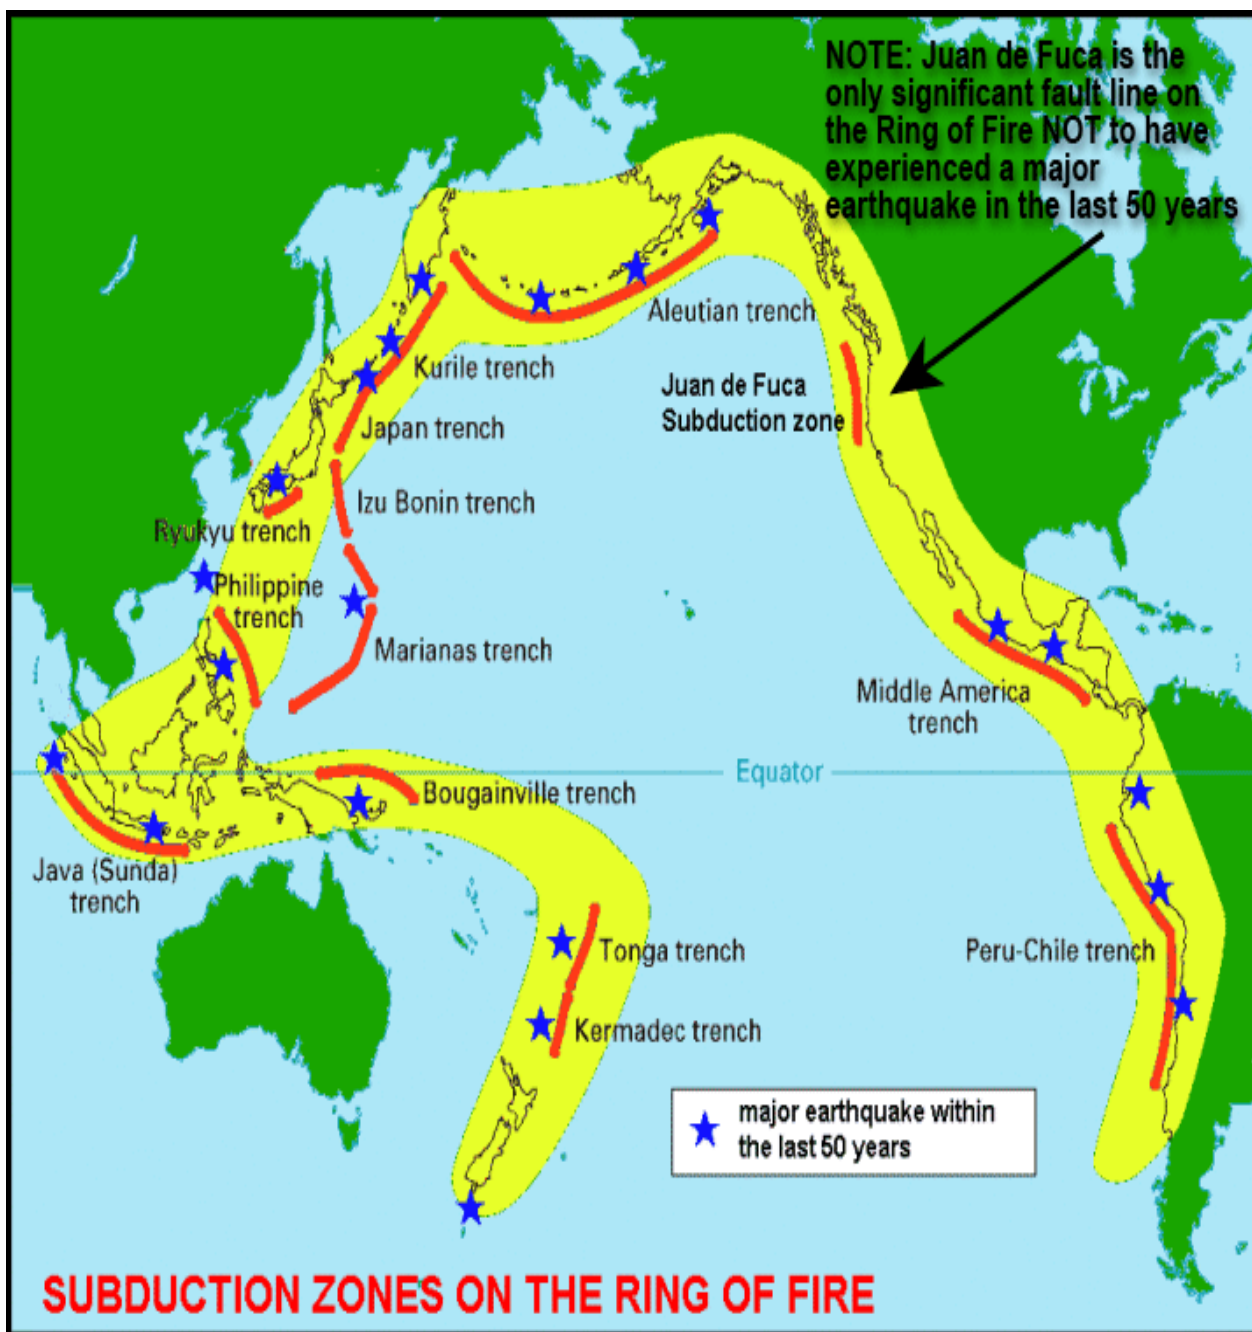 NOTE: Juan de Fuca is the
only significant fault line on
the Ring of Fire NOT to have
experienced a major
earthquake in the last 50 years
Aleutian trench
Kurile trench
Juan de Fuca
Subduction zone
Japan trench
Izu Bonin trench
Ryukyu trench
Philippine
trench
Marianas trench
Middle America
trench
Equator
Bougainville trench
Java (Sunda)
trench
Tonga trench
Peru-Chile trench
Kermadec trench
major earthquake within
the last 50 years
SUBDUCTION ZONES ON THE RING OF FIRE